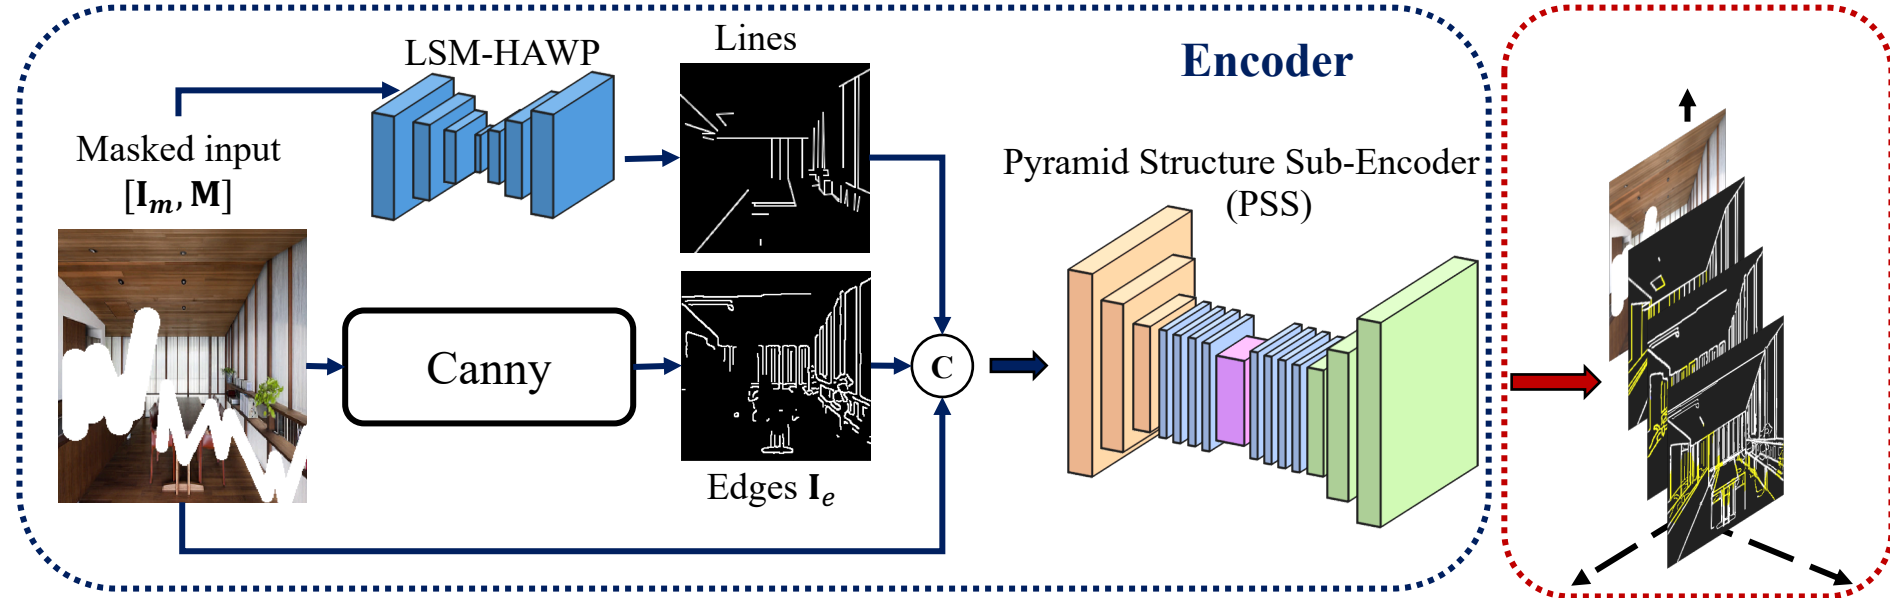 LSM-HAWP
Lines
Encoder
Masked input
[I_m, M]
Pyramid Structure Sub-Encoder
(PSS)
Canny
C
Edges I_e